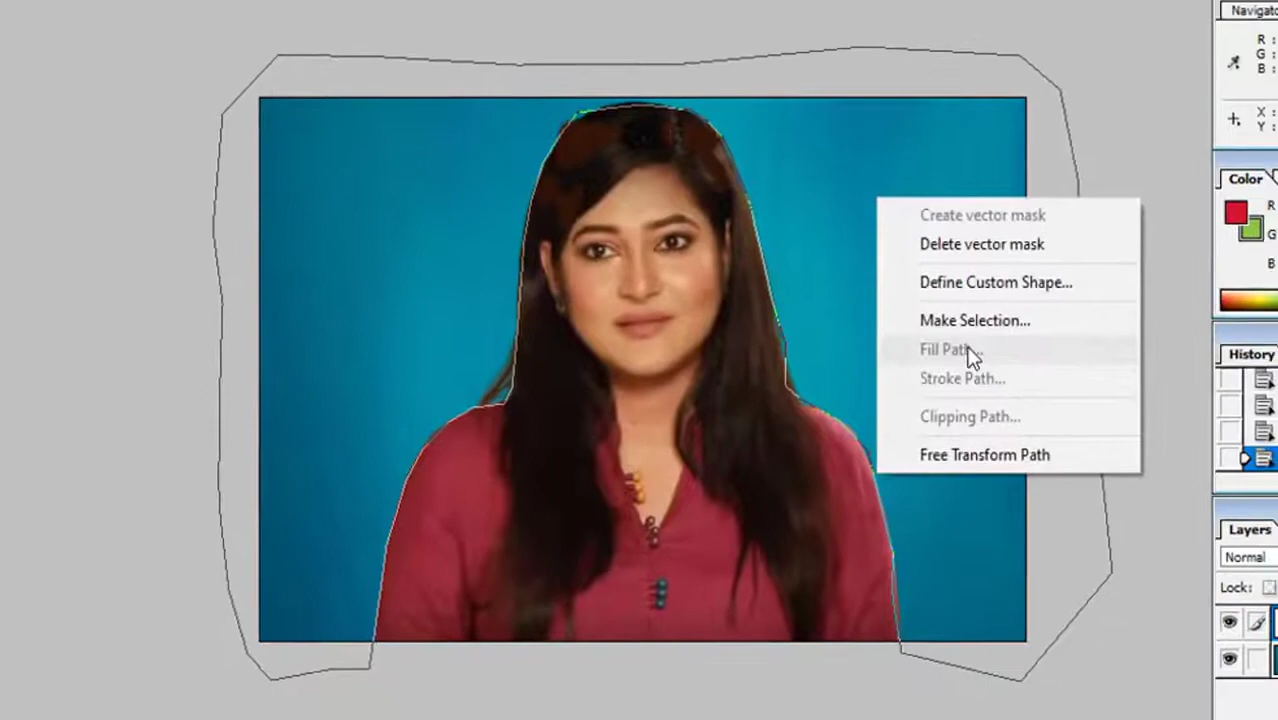 Navigato
R :
G :
B :
X :
Y :
Create vector mask
Delete vector mask
Define Custom Shape...
Make Selection...
Fill Path...
Stroke Path...
Clipping Path...
Free Transform Path
Color
R
G
B
History
Layers
Normal
Lock: